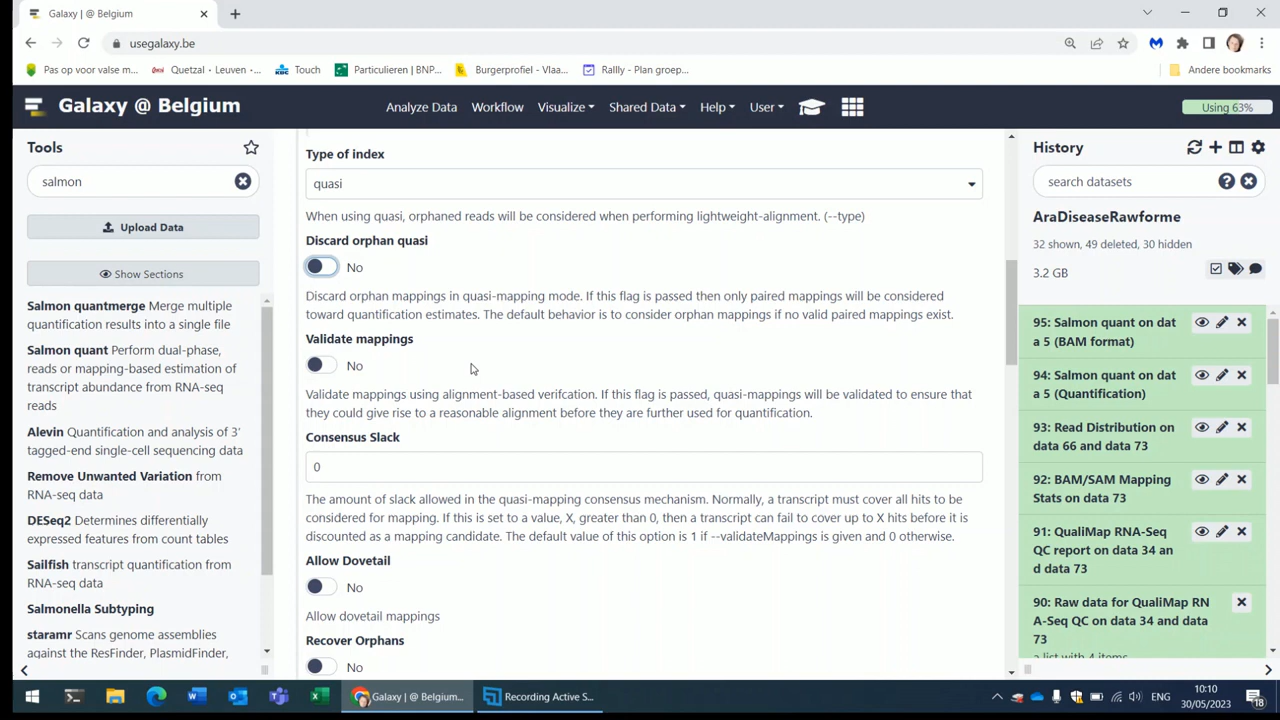 Galaxy | @ Belgium
usegalaxy.be
Pas op voor valse m...
Quetzal - Leuven -...
Touch
Particulieren | BNP...
Burgerprofiel - Vlaa...
Rallly - Plan groep...
Andere bookmarks
Galaxy @ Belgium
Analyze Data
Workflow
Visualize
Shared Data
Help
User
Using 63%
Tools
salmon
Upload Data
Show Sections
Salmon quantmerge Merge multiple
quantification results into a single file
Salmon quant Perform dual-phase,
reads or mapping-based estimation
of transcript abundance from RNA-seq
reads
Alevin Quantification and analysis of 3'
tagged-end single-cell sequencing data
Remove Unwanted Variation from
RNA-seq data
DESeq2 Determines differentially
expressed features from count tables
Sailfish transcript quantification from
RNA-seq data
Salmonella Subtyping
staramr Scans genome assemblies
against the ResFinder, PlasmidFinder,
Type of index
quasi
When using quasi, orphaned reads will be considered when performing lightweight-alignment. (--type)
Discard orphan quasi
No
Discard orphan mappings in quasi-mapping mode. If this flag is passed then only paired mappings will be considered
toward quantification estimates. The default behavior is to consider orphan mappings if no valid paired mappings exist.
Validate mappings
No
Validate mappings using alignment-based verifcation. If this flag is passed, quasi-mappings will be validated to ensure that
they could give rise to a reasonable alignment before they are further used for quantification.
Consensus Slack
0
The amount of slack allowed in the quasi-mapping consensus mechanism. Normally, a transcript must cover all hits to be
considered for mapping. If this is set to a value, X, greater than 0, then a transcript can fail to cover up to X hits before it is
discounted as a mapping candidate. The default value of this option is 1 if --validateMappings is given and 0 otherwise.
Allow Dovetail
No
Allow dovetail mappings
Recover Orphans
No
History
search datasets
AraDiseaseRawforme
32 shown, 49 deleted, 30 hidden
3.2 GB
95: Salmon quant on dat
a 5 (BAM format)
94: Salmon quant on dat
a 5 (Quantification)
93: Read Distribution on
data 66 and data 73
92: BAM/SAM Mapping
Stats on data 73
91: QualiMap RNA-Seq
QC report on data 34 an
d data 73
90: Raw data for QualiMap RN
A-Seq QC on data 34 and data
73
a list with 4 items
Galaxy | @ Belgium...
Recording Active S...
ENG
10:10
30/05/2023
18